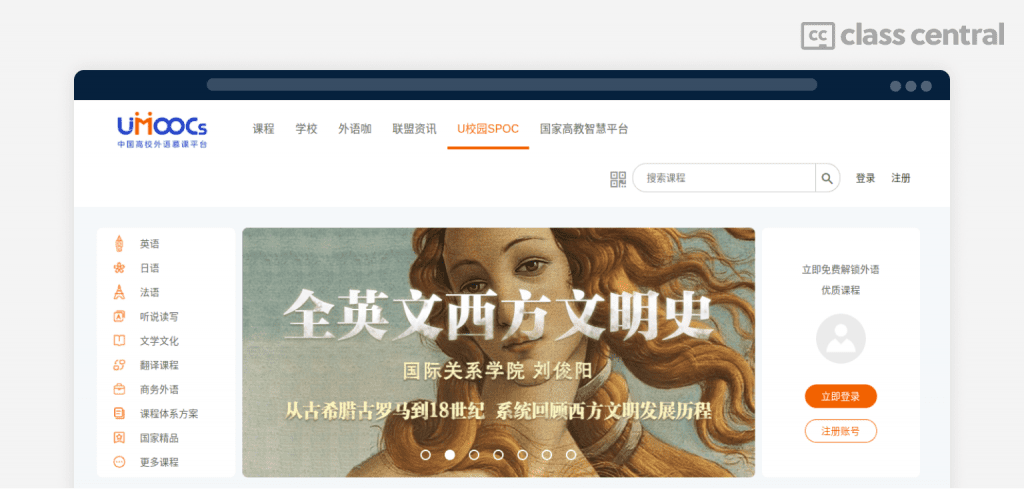 cc class central
UMOOCs
中国高校外语慕课平台
课程 学校 外语咖 联盟资讯 U校园SPOC 国家高教智慧平台
搜索课程 登录 注册
英语
日语
法语
听说读写
文学文化
翻译课程
商务外语
课程体系方案
国家精品
更多课程
全英文西方文明史
国际关系学院 刘俊阳
从古希腊古罗马到18世纪 系统回顾西方文明发展历程
立即免费解锁外语
优质课程
立即登录
注册账号